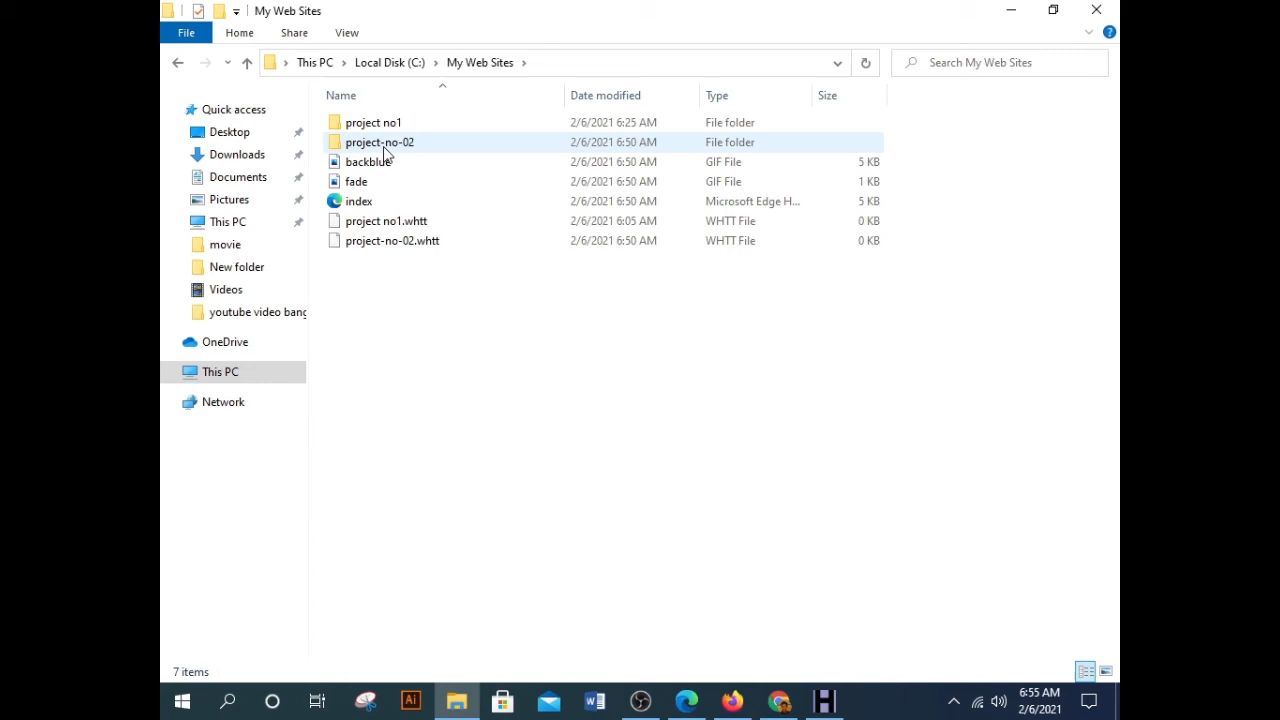 My Web Sites
File Home Share View
This PC Local Disk (C:) My Web Sites Search My Web Sites
Name Date modified Type Size
Quick access
Desktop
Downloads
Documents
Pictures
This PC
movie
New folder
Videos
youtube video bang
OneDrive
This PC
Network
project no1 2/6/2021 6:25 AM File folder
project-no-02 2/6/2021 6:50 AM File folder
backblue 2/6/2021 6:50 AM GIF File 5 KB
fade 2/6/2021 6:50 AM GIF File 1 KB
index 2/6/2021 6:50 AM Microsoft Edge H... 5 KB
project no1.whtt 2/6/2021 6:05 AM WHTT File 0 KB
project-no-02.whtt 2/6/2021 6:50 AM WHTT File 0 KB
7 items
Ai
6:55 AM
2/6/2021